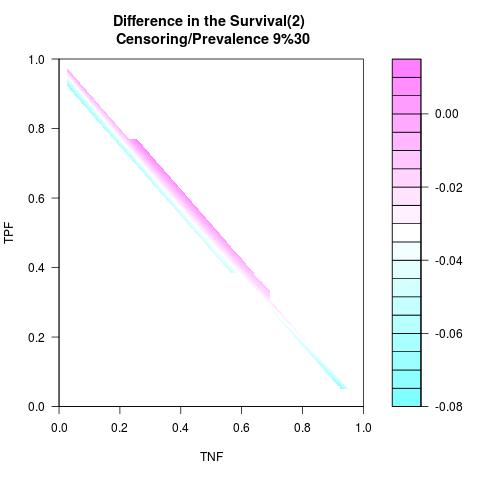 Difference in the Survival(2)
Censoring/Prevalence 9%30
1.0
0.8
0.6
0.4
0.2
0.0
TPF
0.0 0.2 0.4 0.6 0.8 1.0
TNF
0.00
-0.02
-0.04
-0.06
-0.08